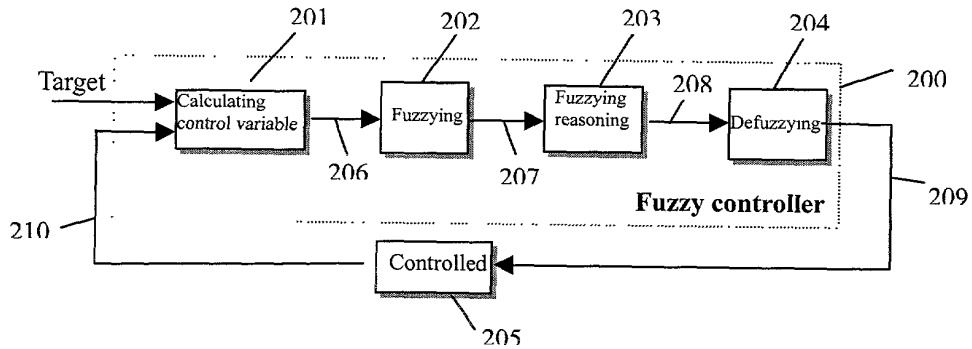 201
202
203
204
200
Target
Calculating
control variable
Fuzzying
Fuzzying
reasoning
208
Defuzzying
206
207
209
210
Fuzzy controller
Controlled
205